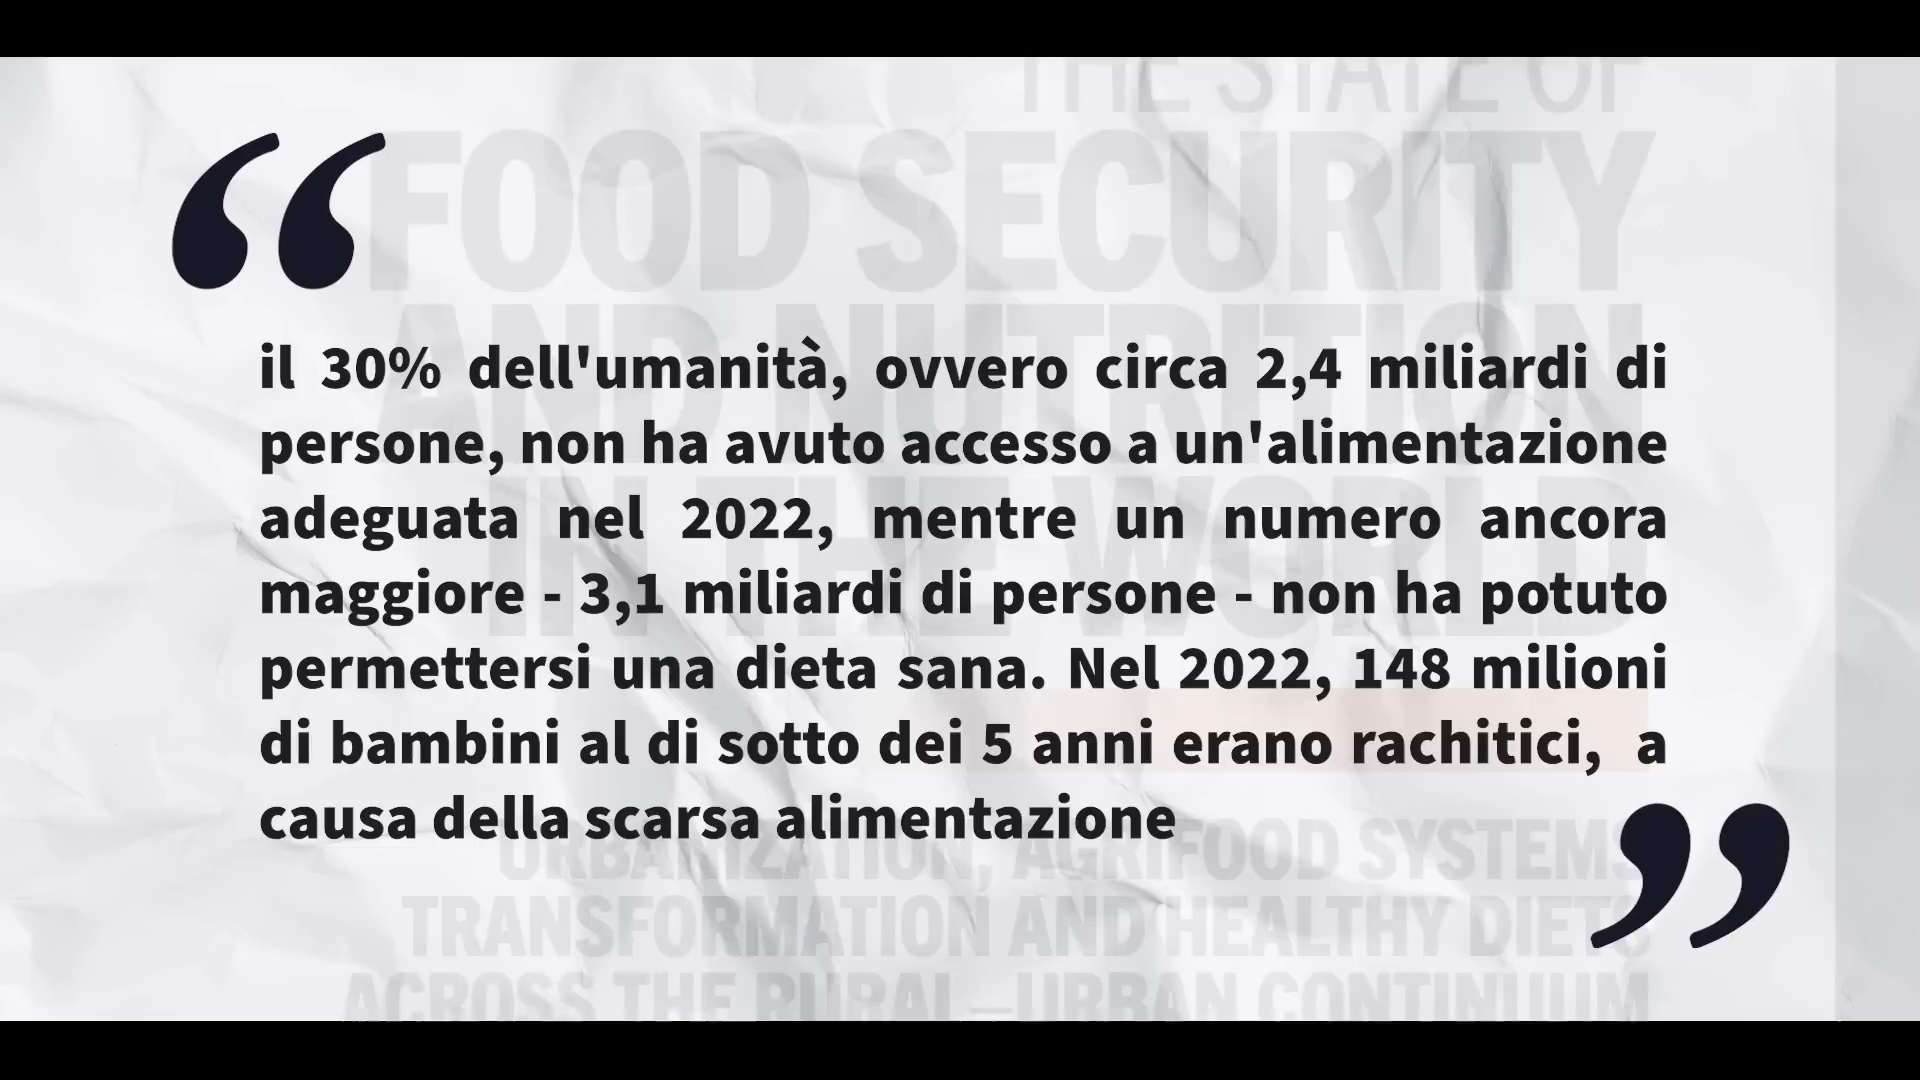 THE STATE OF
FOOD SECURITY
AND NUTRITION
IN THE WORLD
“
il 30% dell'umanità, ovvero circa 2,4 miliardi di
persone, non ha avuto accesso a un'alimentazione
adeguata nel 2022, mentre un numero ancora
maggiore - 3,1 miliardi di persone - non ha potuto
permettersi una dieta sana. Nel 2022, 148 milioni
di bambini al di sotto dei 5 anni erano rachitici,  a
causa della scarsa alimentazione
”
URBANIZATION, AGRIFOOD SYSTEMS
TRANSFORMATION AND HEALTHY DIETS
ACROSS THE RURAL–URBAN CONTINUUM